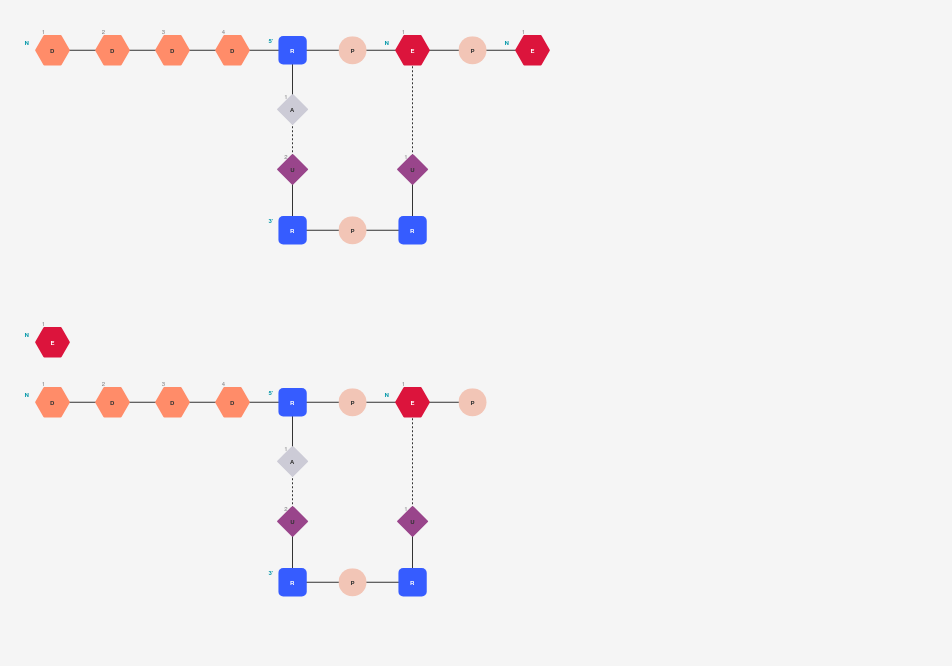 1 2 3 4 1 1
N 5' N N
D D D D R P E P E
1
A
2 1
U U
3'
R P R
1
N
E
1 2 3 4 1
N 5' N
D D D D R P E P
1
A
2 1
U U
3'
R P R